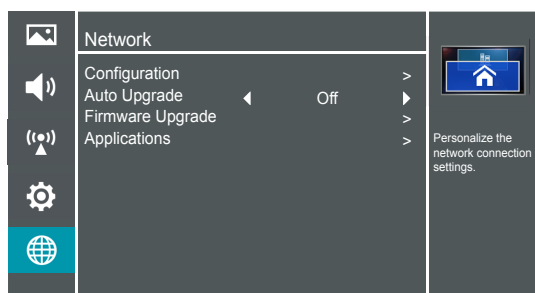 Network
Configuration >
Auto Upgrade Off
Firmware Upgrade >
Applications >
Personalize the
network connection
settings.